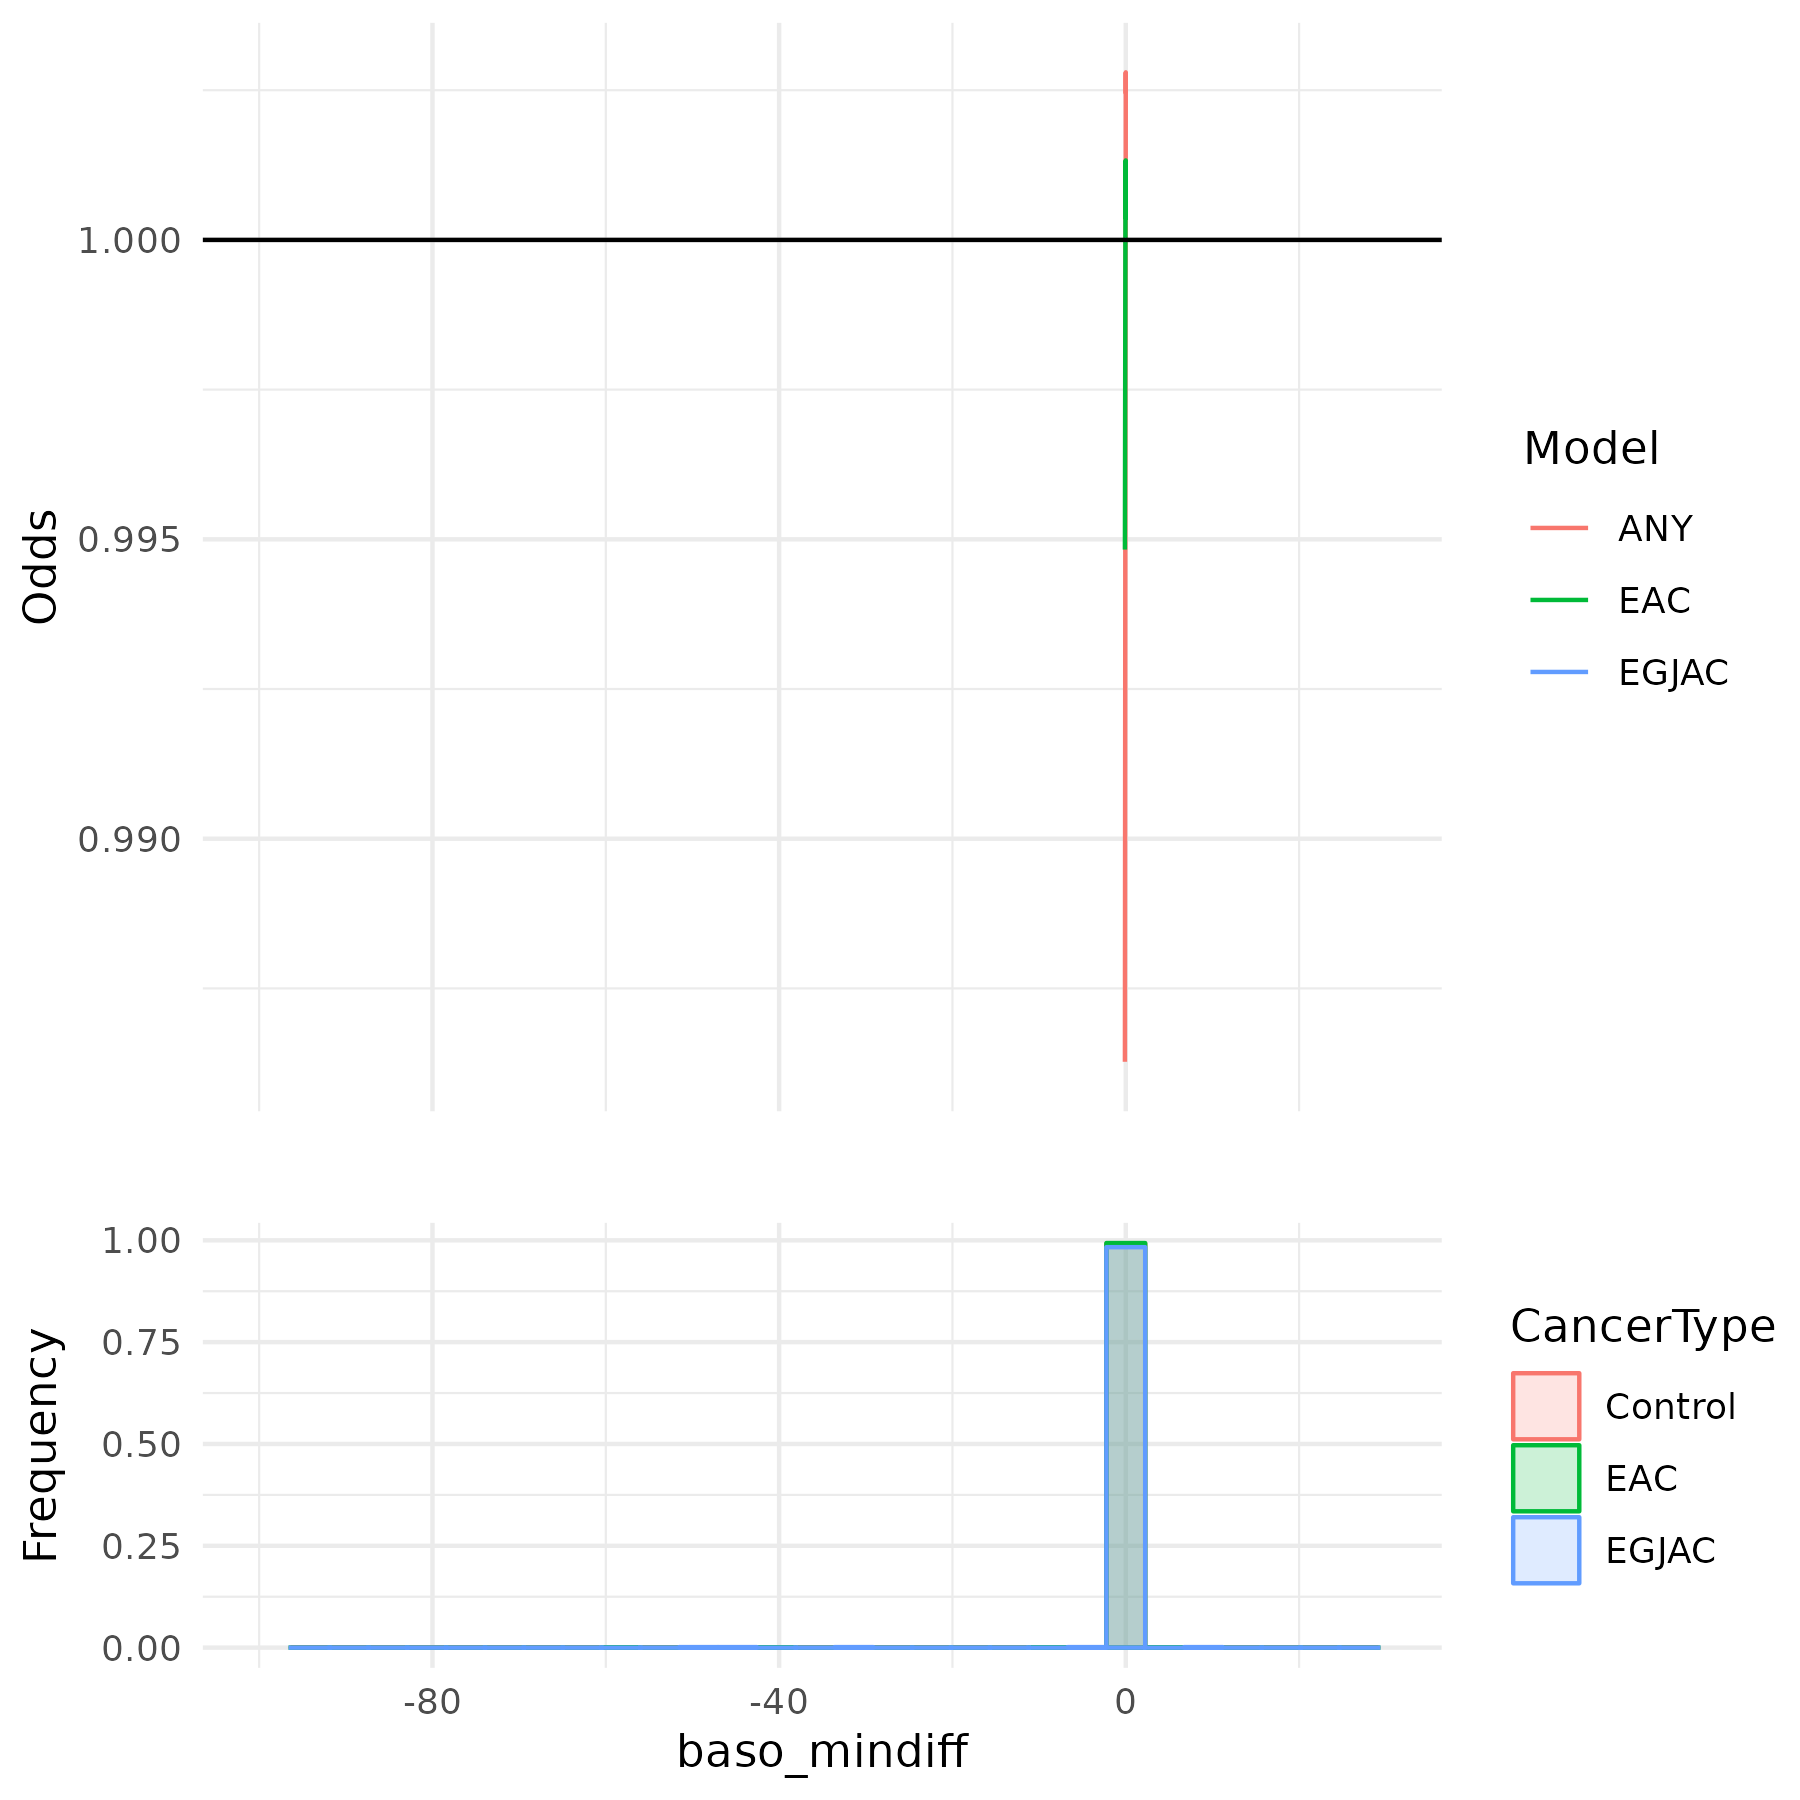 Odds
1.000
0.995
0.990
Model
ANY
EAC
EGJAC
Frequency
1.00
0.75
0.50
0.25
0.00
-80
-40
0
baso_mindiff
CancerType
Control
EAC
EGJAC